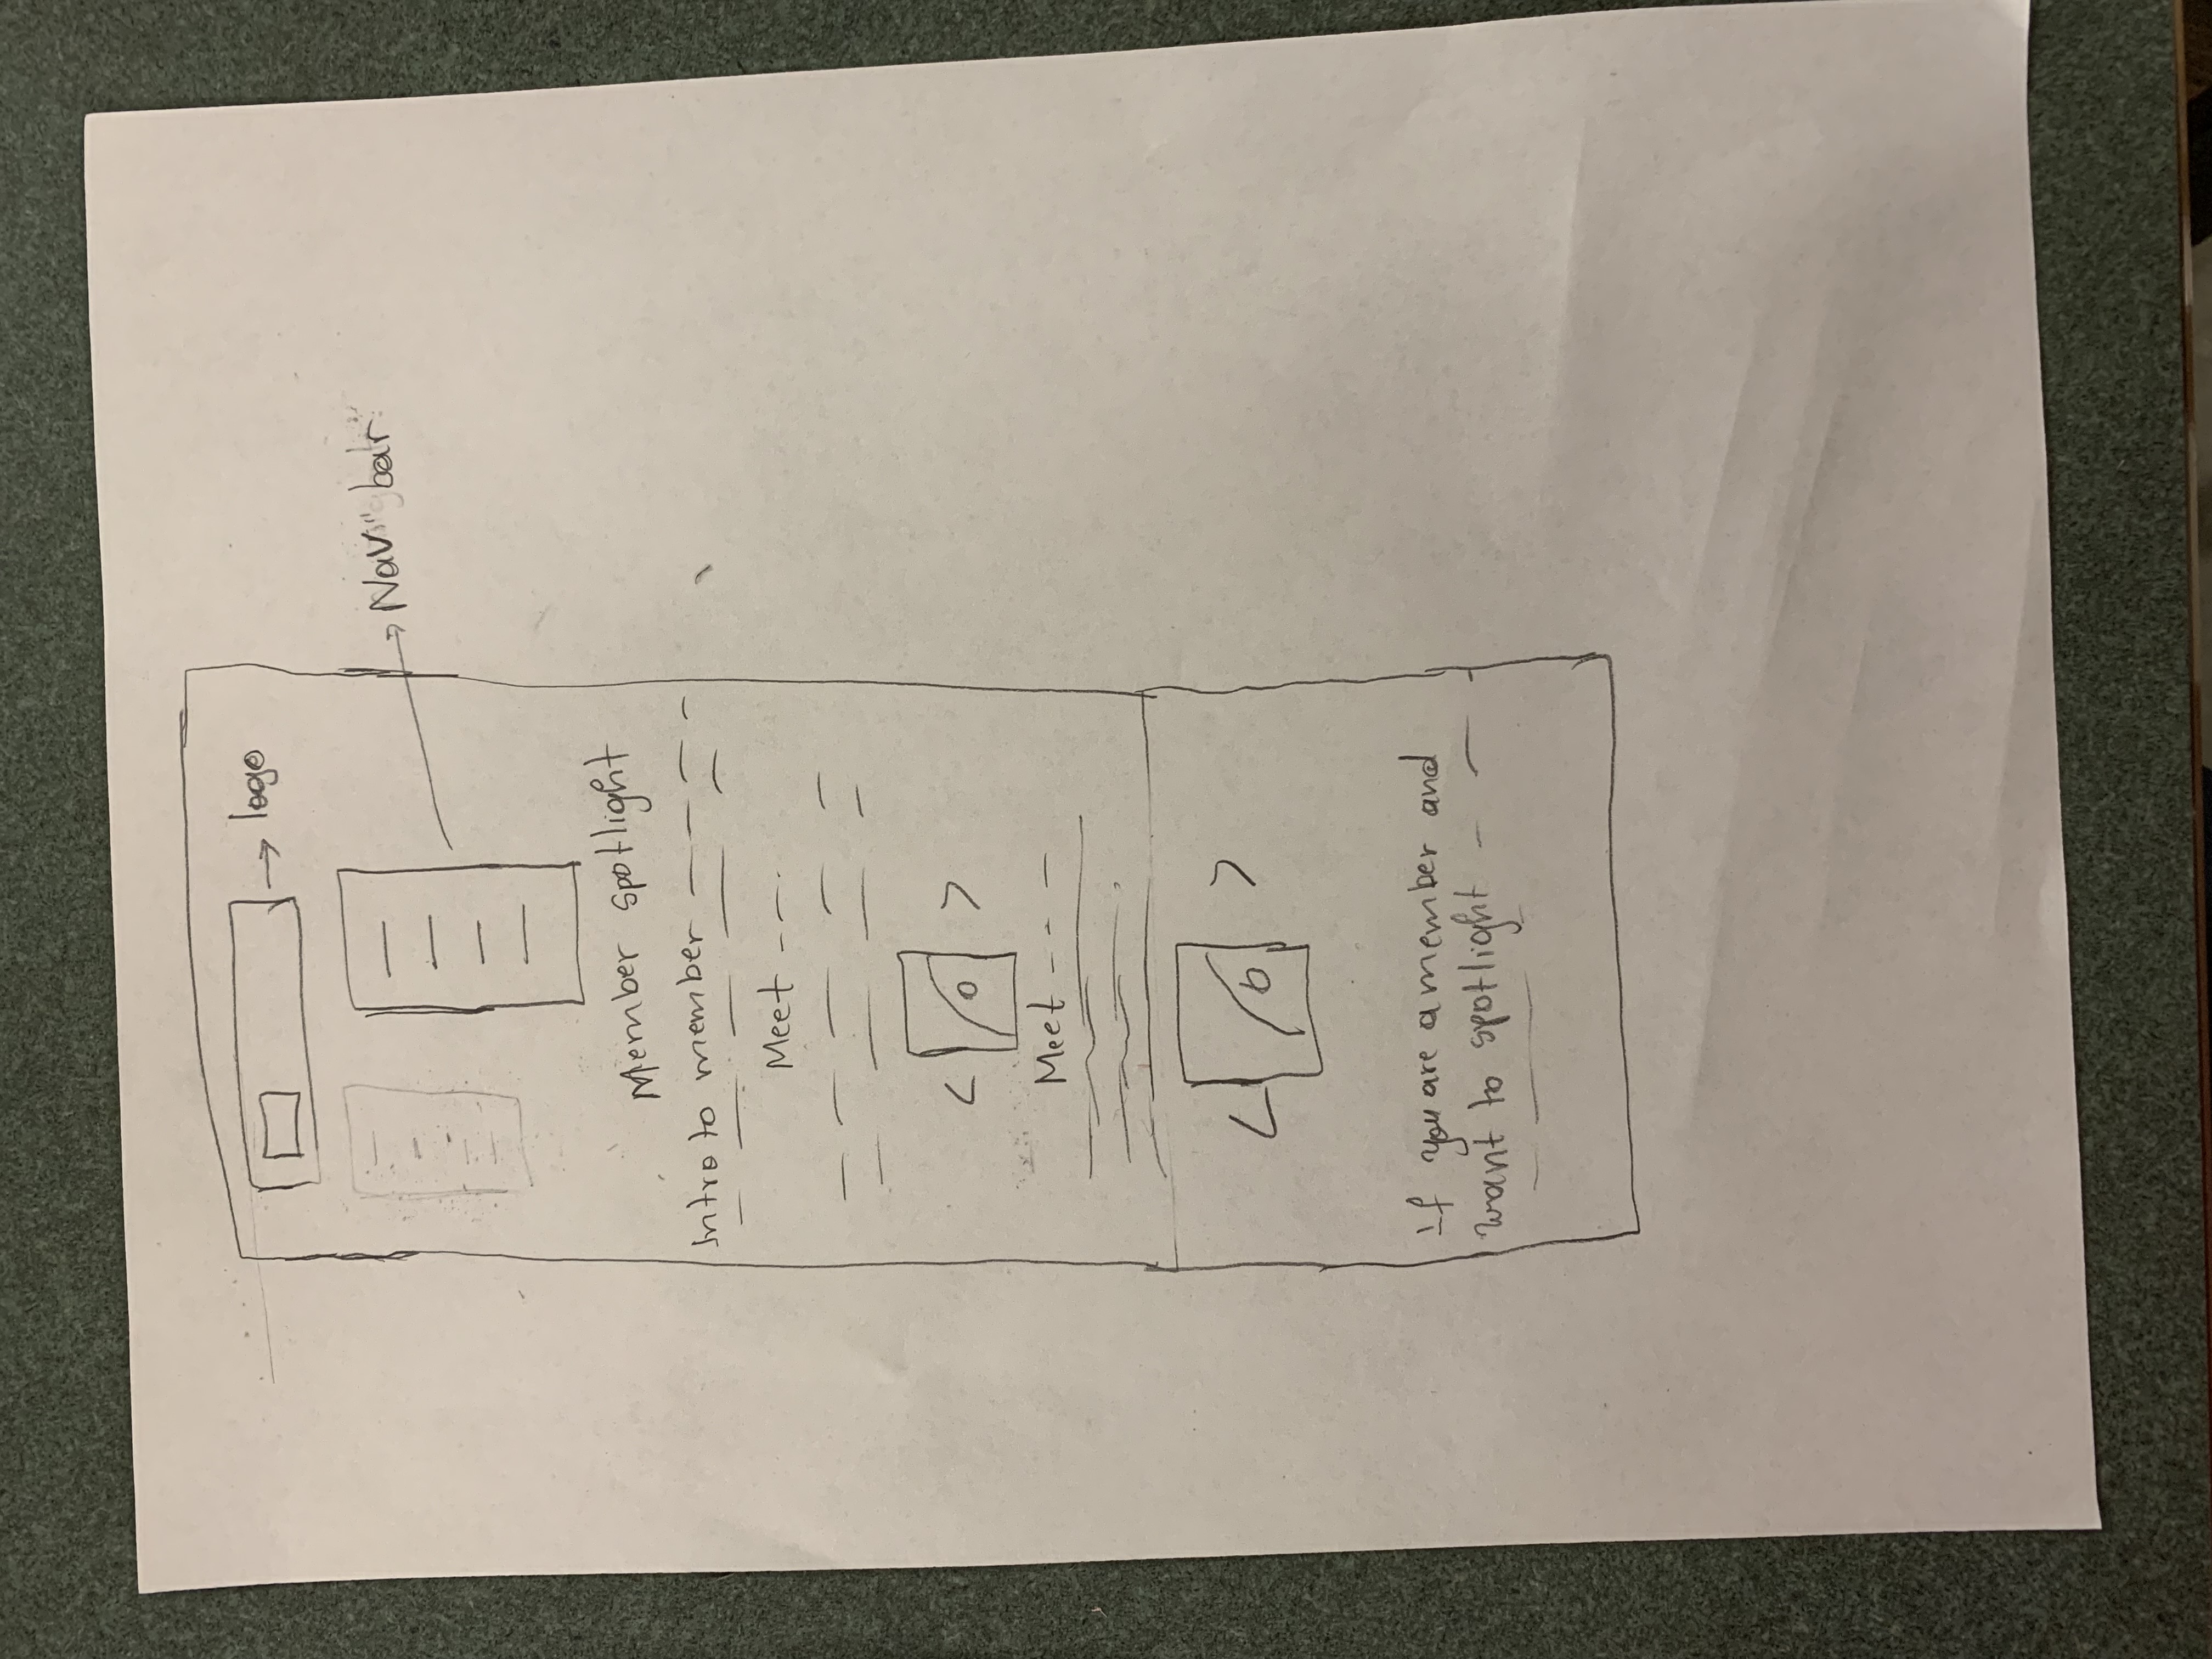 logo
Nav bar
Member spotlight
Intro to member
Meet
Meet
If you are a member and
want to spotlight